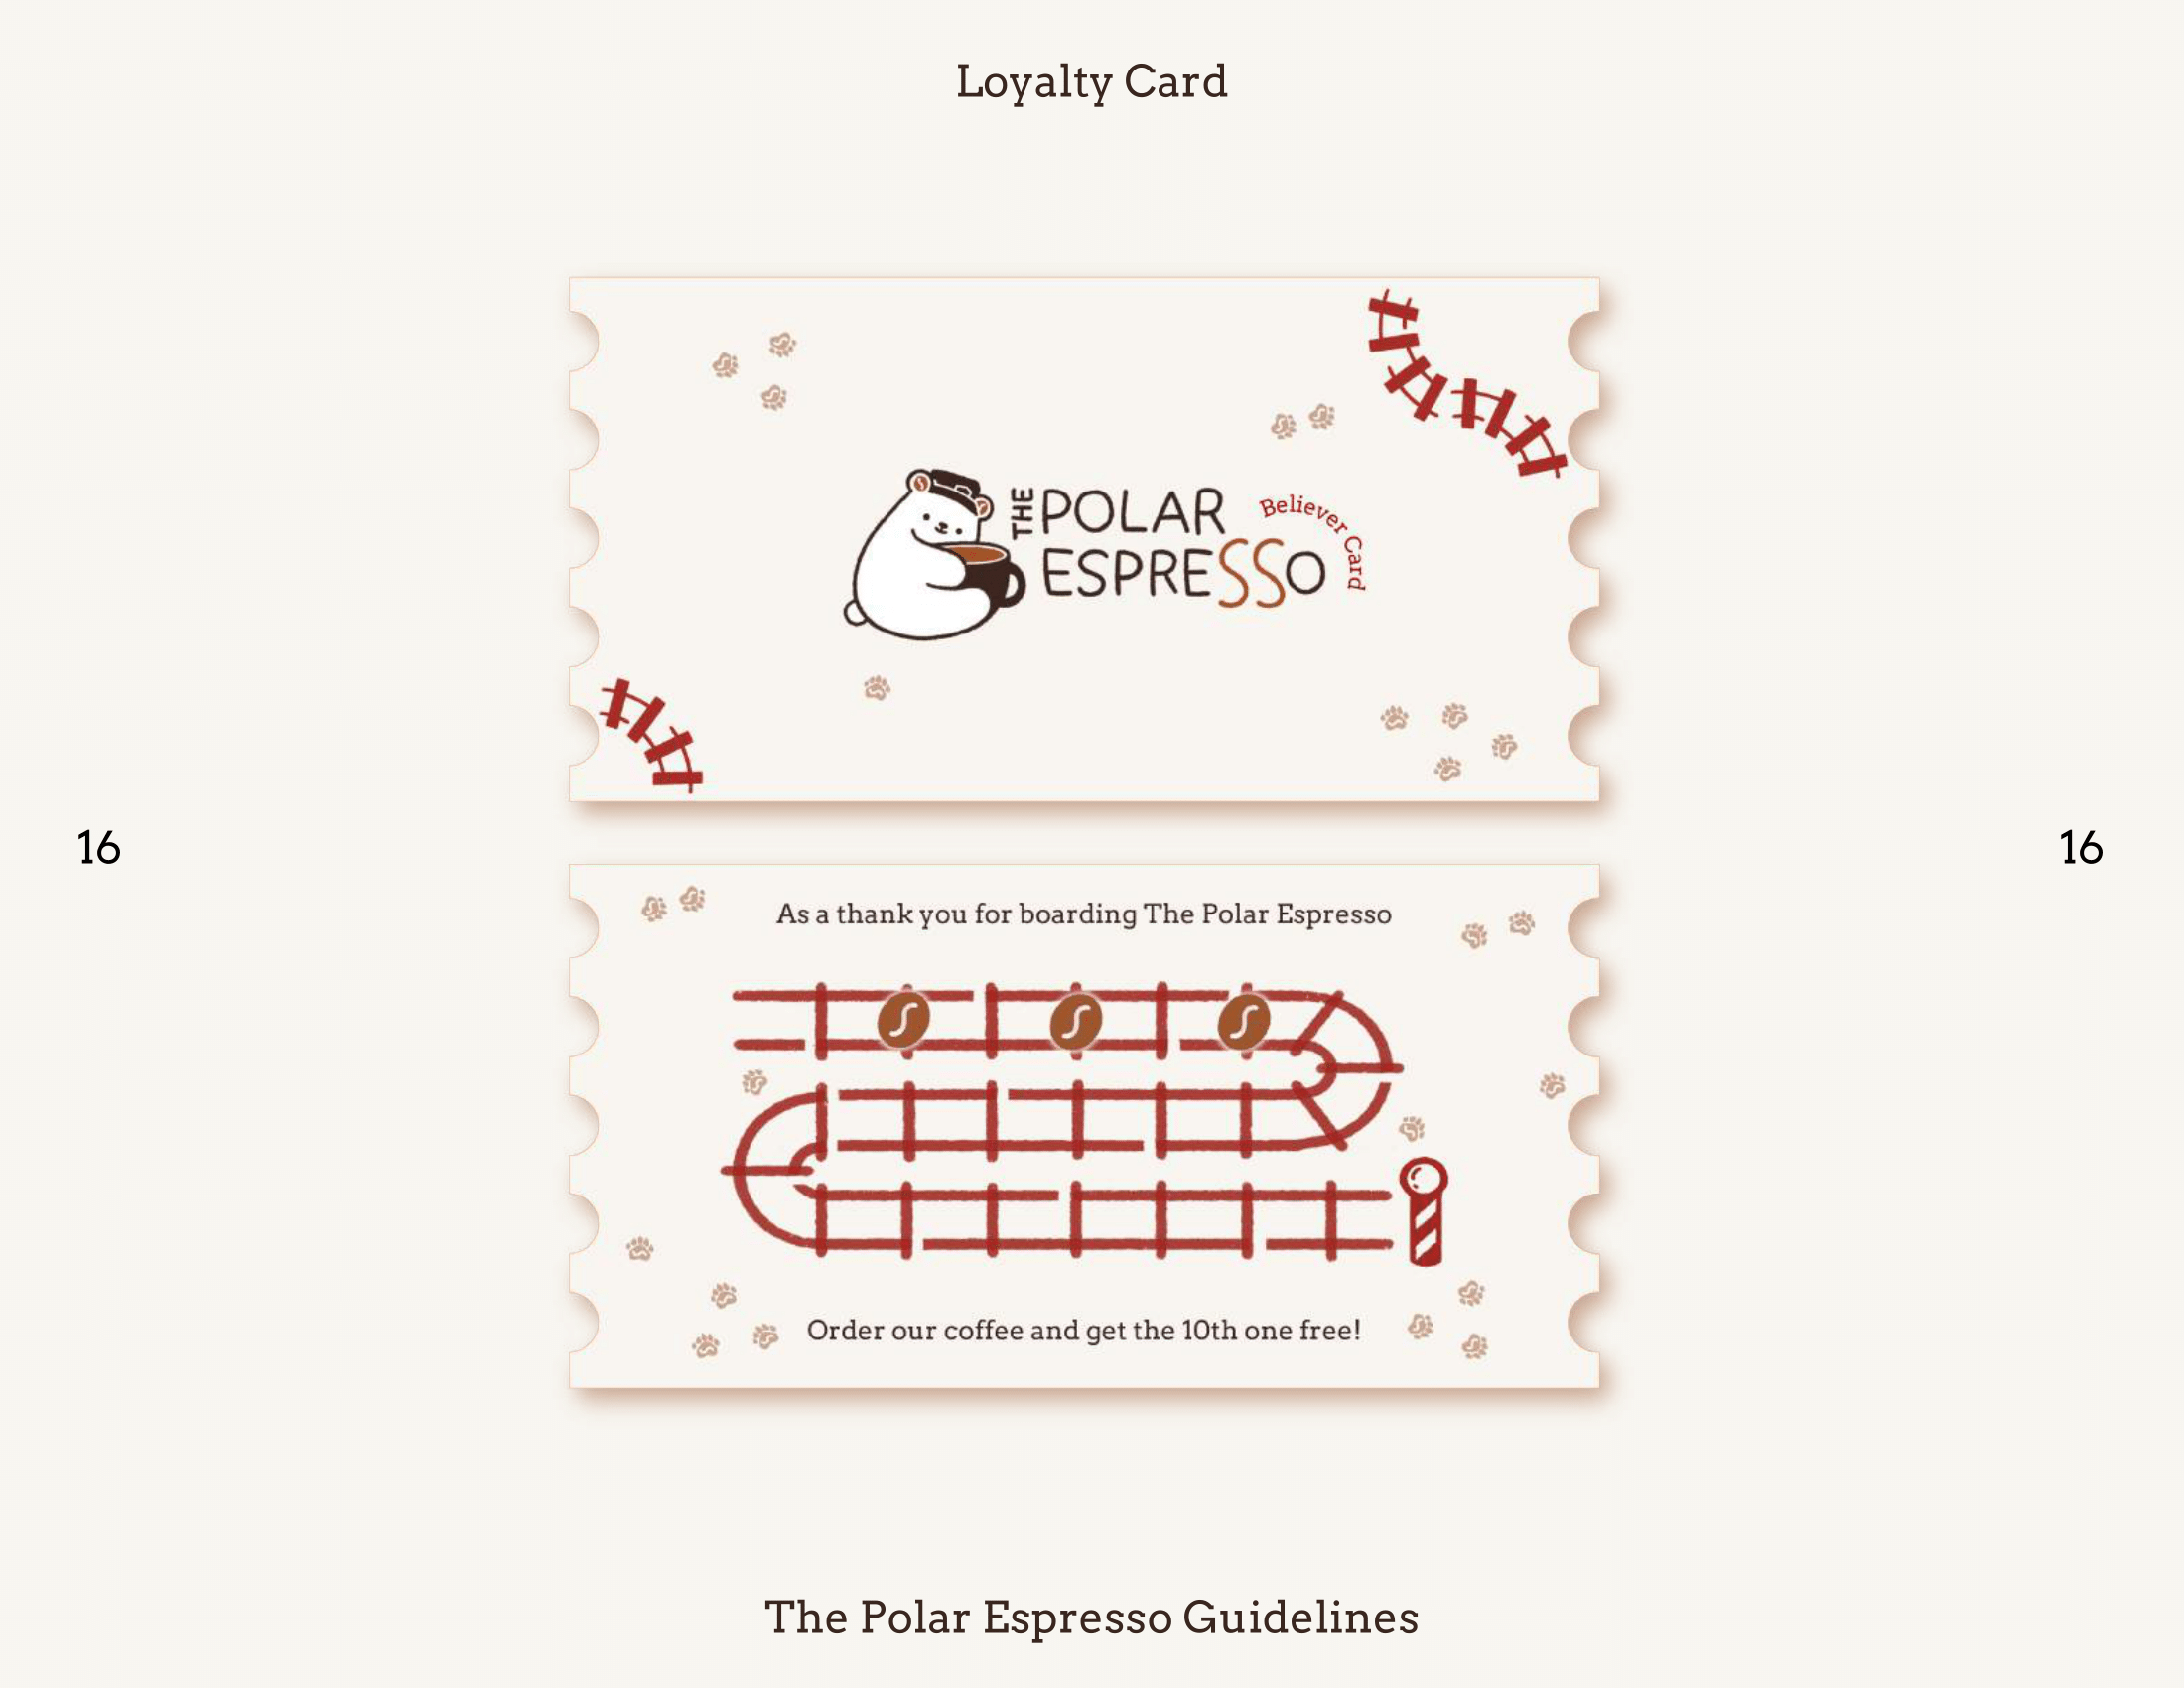 Loyalty Card
THE
POLAR
ESPRESSO
Believer Card
16
16
As a thank you for boarding The Polar Espresso
Order our coffee and get the 10th one free!
The Polar Espresso Guidelines